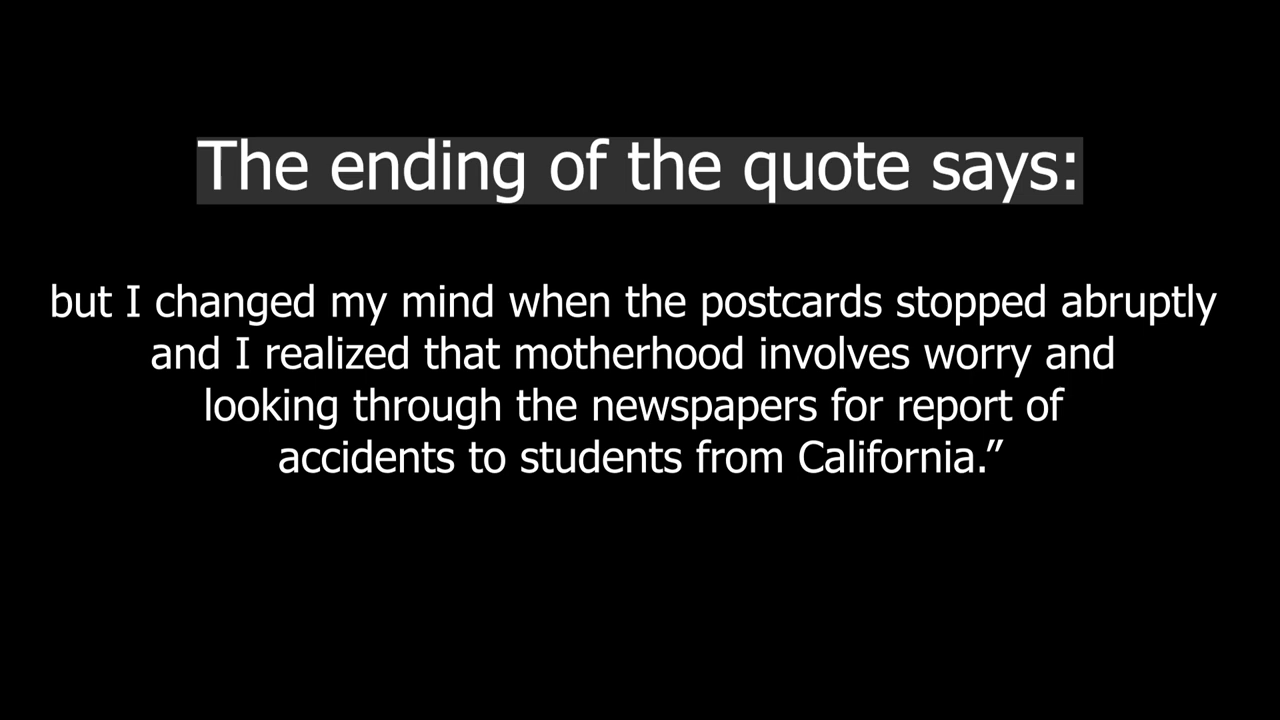 The ending of the quote says:
but I changed my mind when the postcards stopped abruptly
and I realized that motherhood involves worry and
looking through the newspapers for report of
accidents to students from California.”